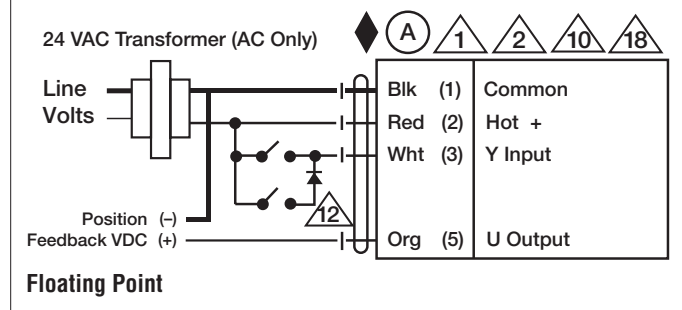 24 VAC Transformer (AC Only)
A 1 2 10 18
Line
Volts
Blk (1) Common
Red (2) Hot +
Wht (3) Y Input
12
Position (–)
Feedback VDC (+)
Org (5) U Output
Floating Point